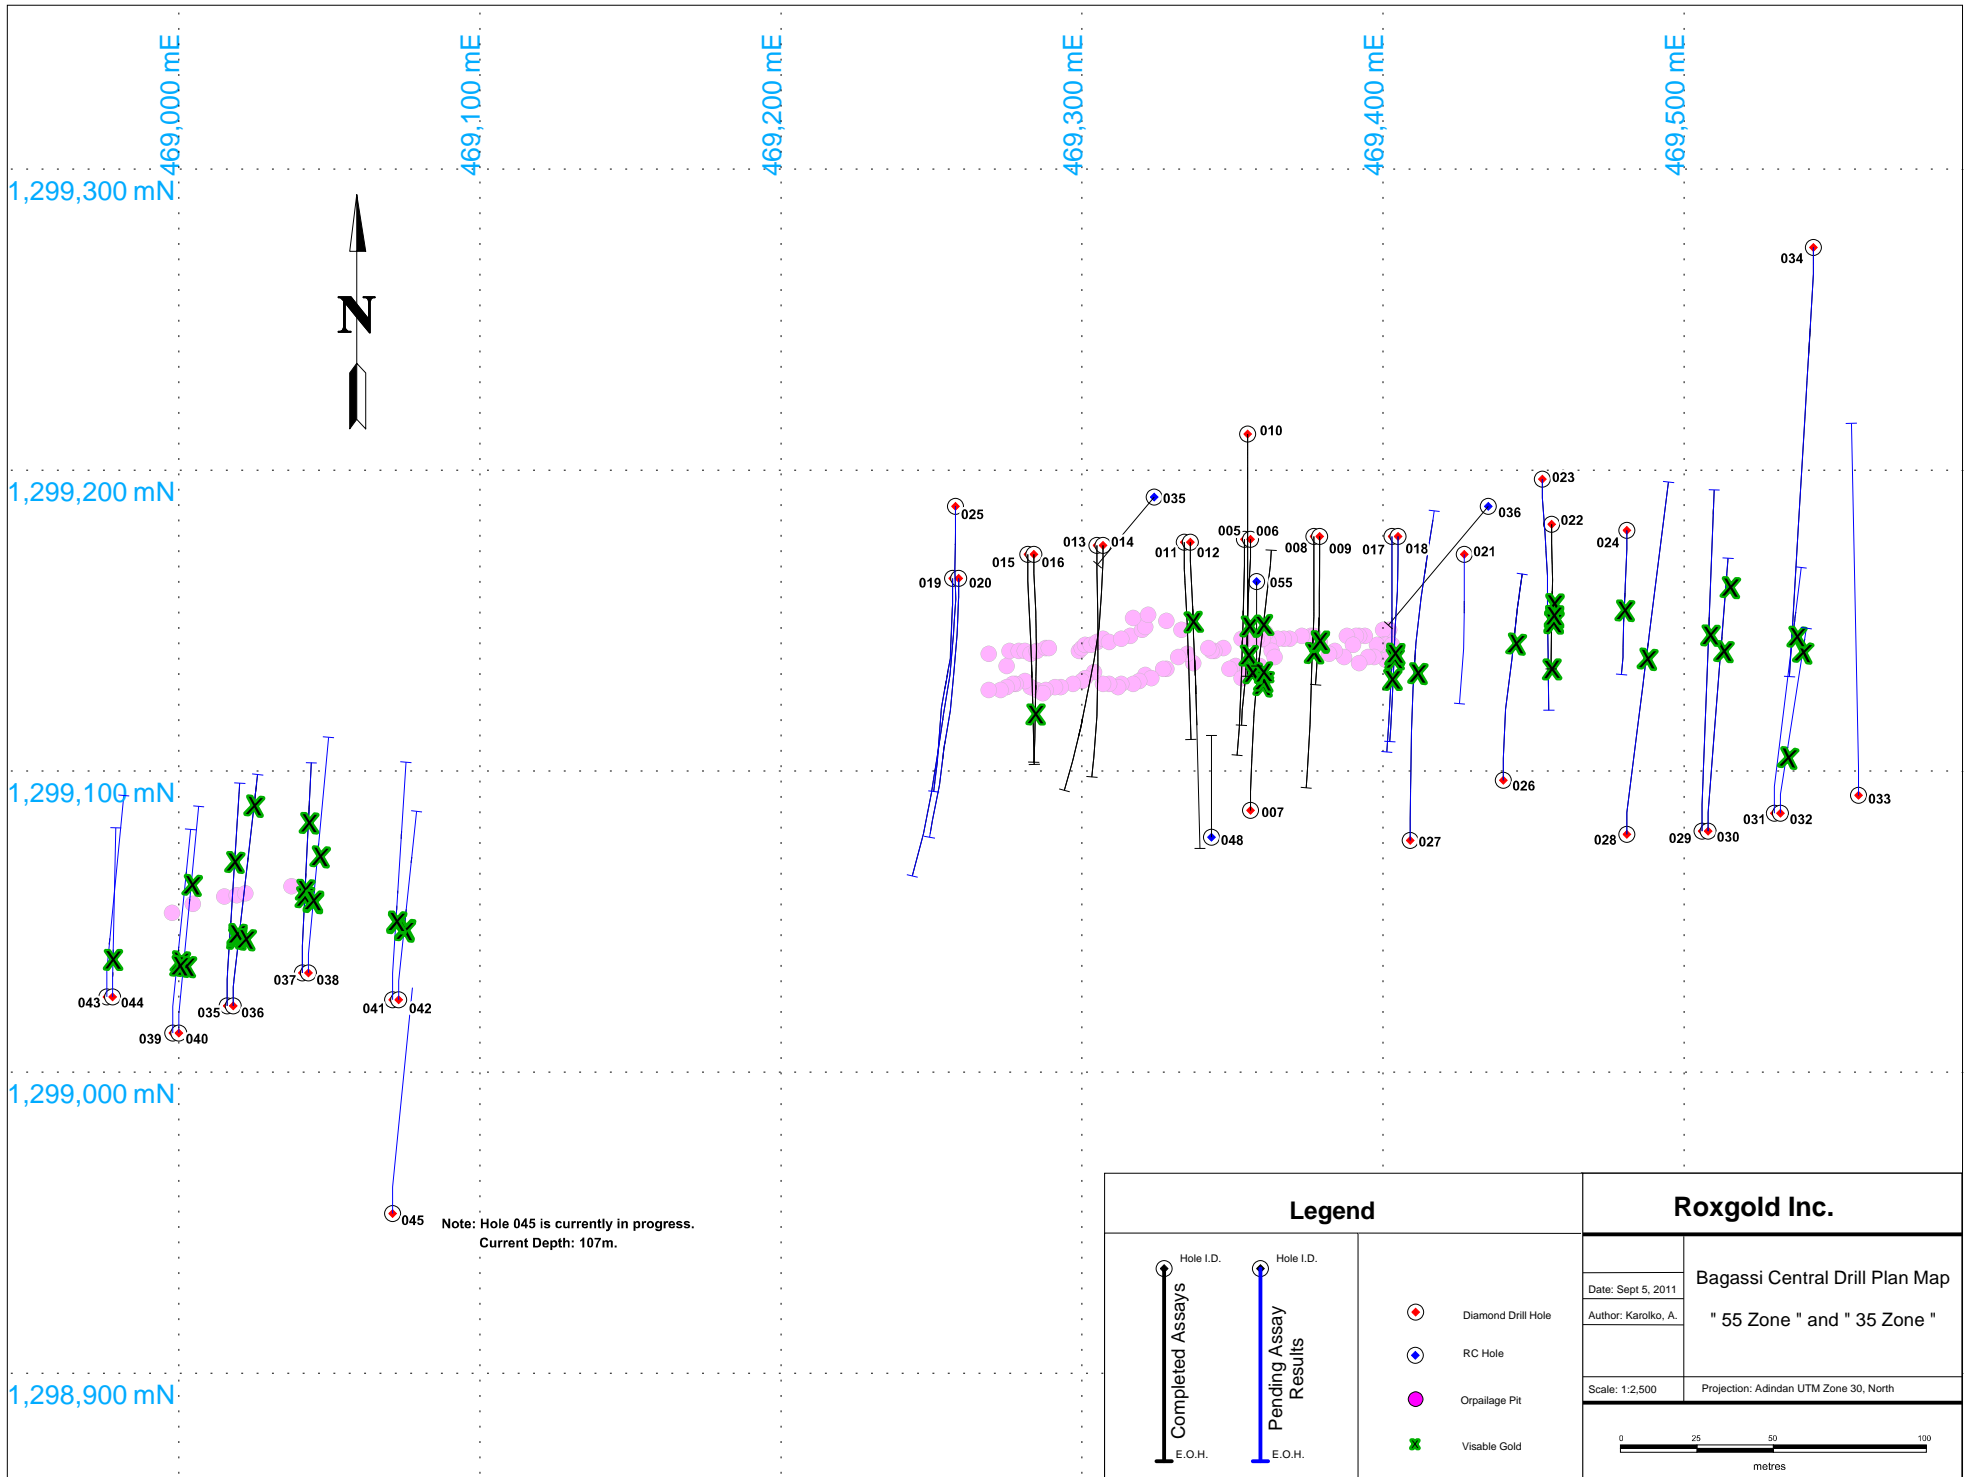 469,000 mE
469,100 mE
469,200 mE
469,300 mE
469,400 mE
469,500 mE
1,299,300 mN
N
034
010
1,299,200 mN
025
035
036
023
022
024
013 014
011 012
005 006
008 009
017 018
021
015 016
019 020
055
1,299,100 mN
007
048
026
027
028
029 030
031 032
033
037 038
043 044
041 042
035 036
039 040
1,299,000 mN
045
Note: Hole 045 is currently in progress.
Current Depth: 107m.
1,298,900 mN
Legend
Hole I.D.
Completed Assays
E.O.H.
Hole I.D.
Pending Assay
Results
E.O.H.
Diamond Drill Hole
RC Hole
Orpailage Pit
Visable Gold
Roxgold Inc.
Bagassi Central Drill Plan Map
" 55 Zone " and " 35 Zone "
Date: Sept 5, 2011
Author: Karolko, A.
Scale: 1:2,500
Projection: Adindan UTM Zone 30, North
0 25 50 100
metres